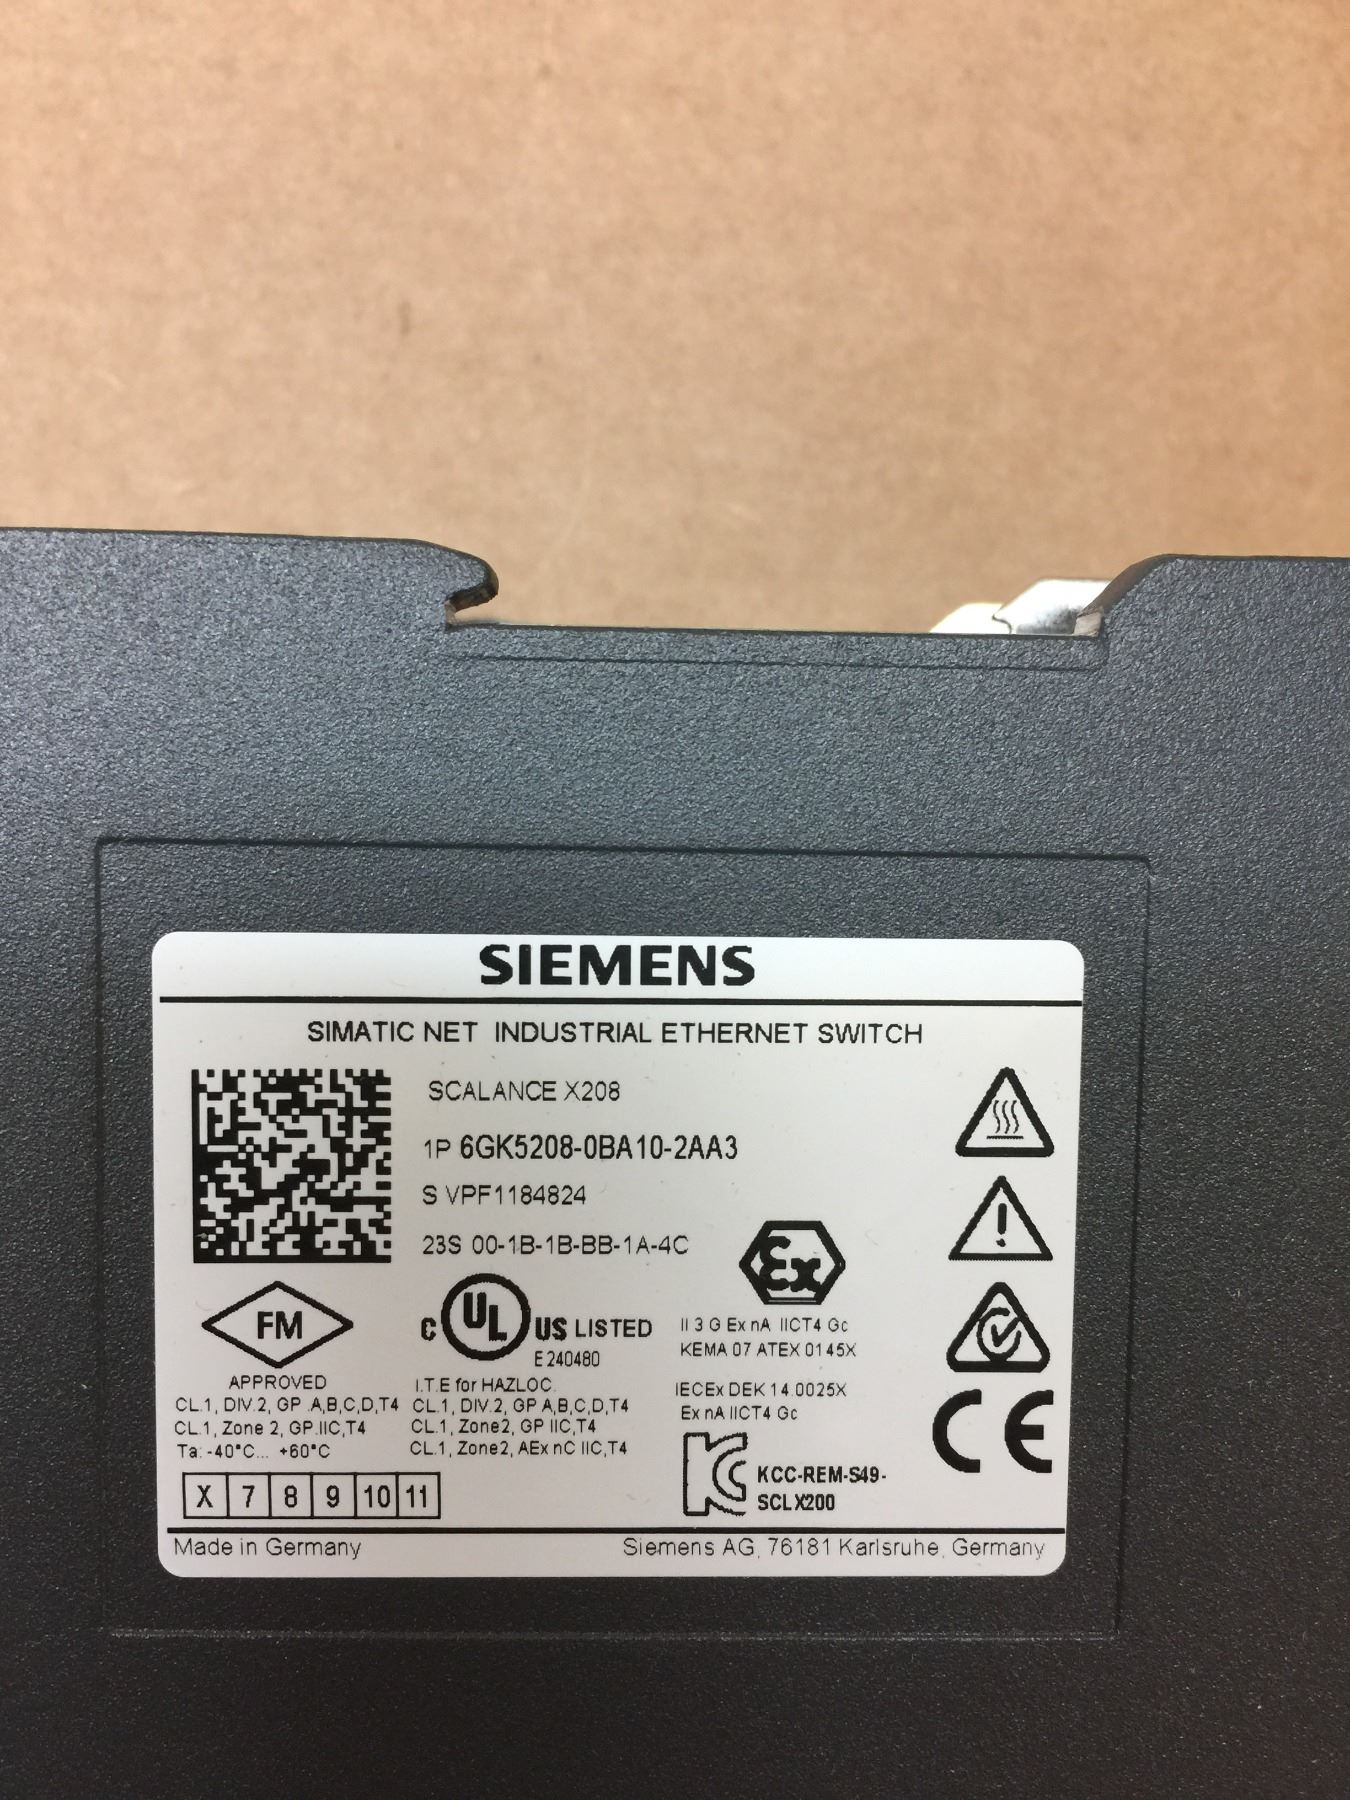 SIEMENS
SIMATIC NET INDUSTRIAL ETHERNET SWITCH
SCALANCE X208
1P 6GK5208-0BA10-2AA3
S VPF1184824
23S 00-1B-1B-BB-1A-4C
Ex
FM
APPROVED
CL.1, DIV.2, GP .A,B,C,D,T4
CL.1, Zone 2, GP.IIC,T4
Ta: -40°C... +60°C
C UL US LISTED
E240480
I.T.E for HAZLOC.
CL.1, DIV.2, GP A,B,C,D,T4
CL.1, Zone2, GP IIC,T4
CL.1, Zone2, AEx nC IIC,T4
II 3 G Ex nA IICT4 Gc
KEMA 07 ATEX 0145X
IECEx DEK 14.0025X
Ex nA IICT4 Gc
KCC-REM-S49-
SCLX200
CE
X 7 8 9 10 11
Made in Germany
Siemens AG, 76181 Karlsruhe, Germany